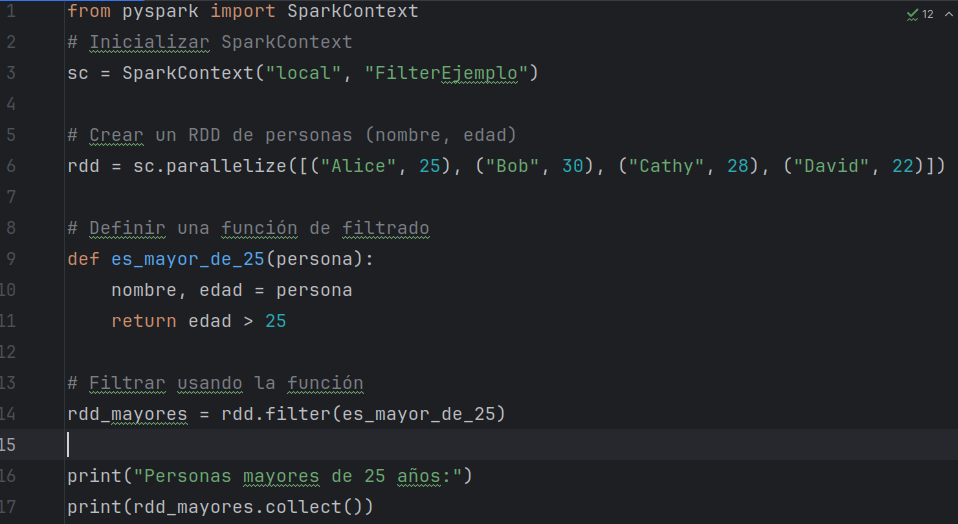 12
1 from pyspark import SparkContext
2 # Inicializar SparkContext
3 sc = SparkContext("local", "FilterEjemplo")
4
5 # Crear un RDD de personas (nombre, edad)
6 rdd = sc.parallelize([("Alice", 25), ("Bob", 30), ("Cathy", 28), ("David", 22)])
7
8 # Definir una función de filtrado
9 def es_mayor_de_25(persona):
10     nombre, edad = persona
11     return edad > 25
12
13 # Filtrar usando la función
14 rdd_mayores = rdd.filter(es_mayor_de_25)
15
16 print("Personas mayores de 25 años:")
17 print(rdd_mayores.collect())